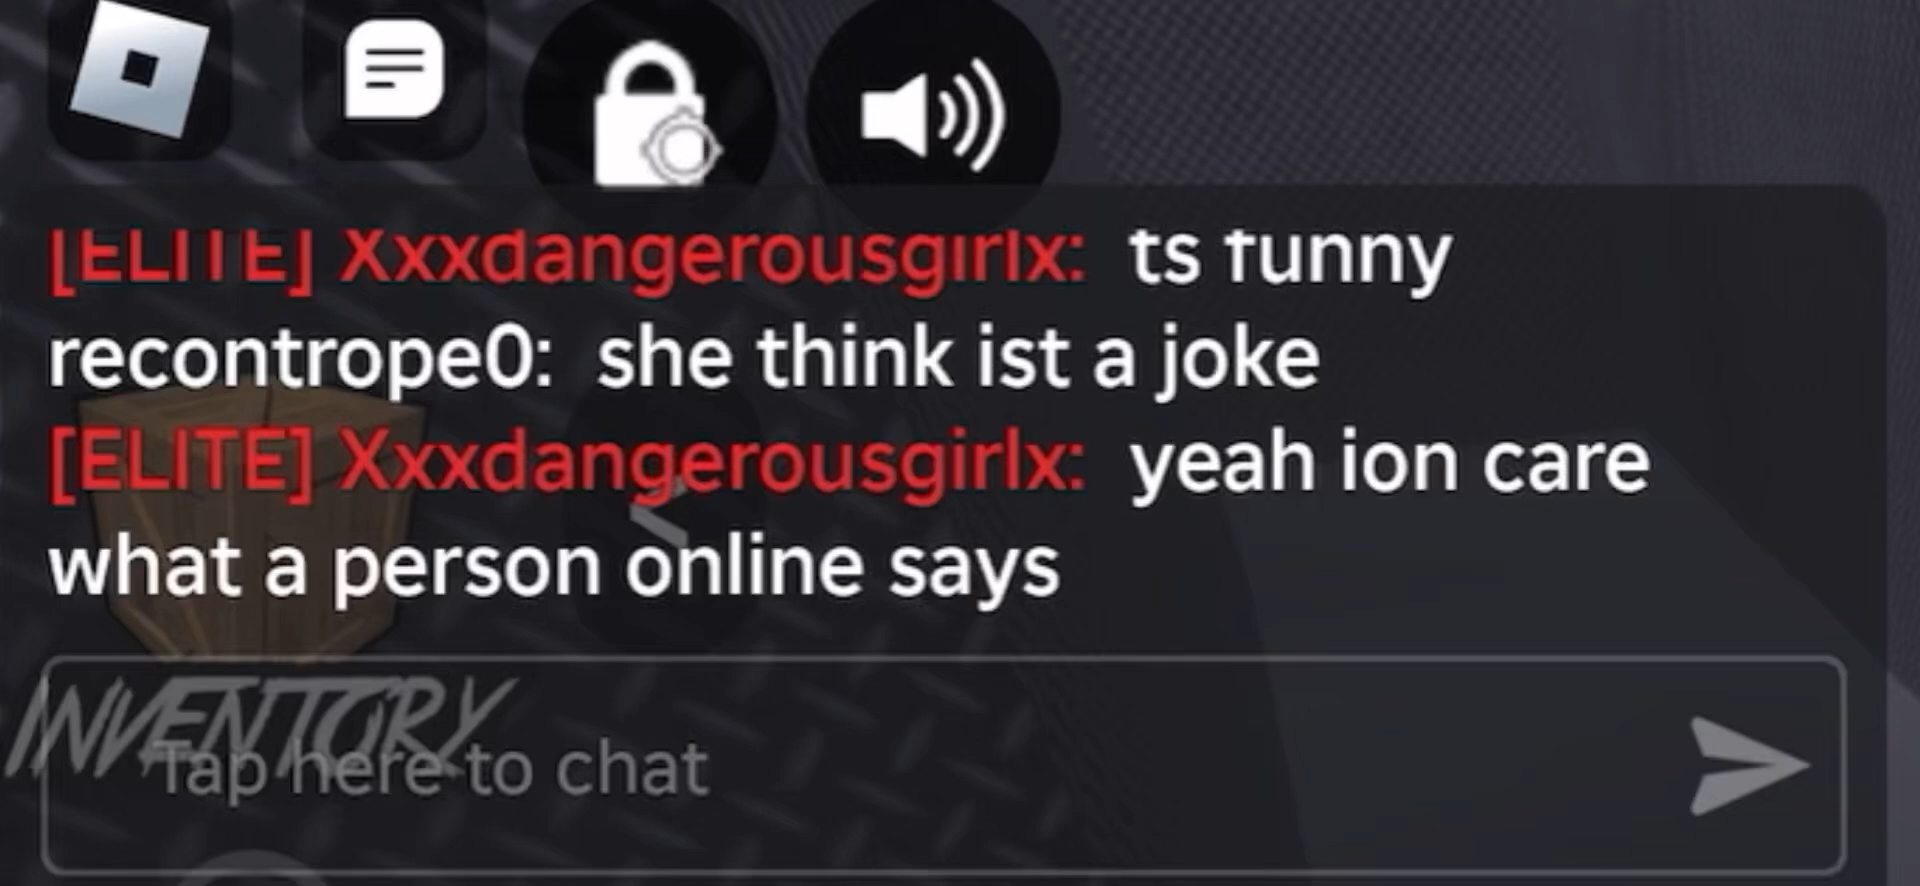 [ELITE] Xxxdangerousgirlx: ts funny
recontrope0: she think ist a joke
[ELITE] Xxxdangerousgirlx: yeah ion care
what a person online says
INVENTORY
Tap here to chat